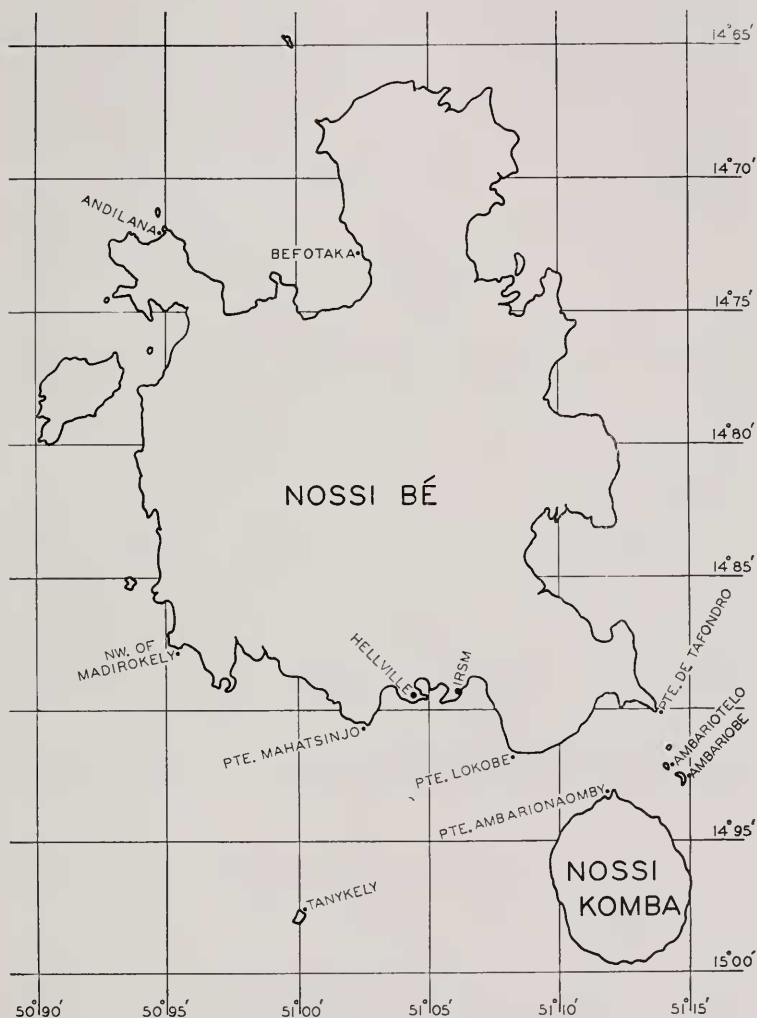 14°65′
14°70′
ANDILANA
BEFOTAKA
14°75′
14°80′
NOSSI BÉ
14°85′
NW. OF
MADIROKELY
HELLVILLE
IRSM
PTE. DE TAFONDRO
PTE. MAHATSINJO
AMBARIOTELO
AMBARIOBE
PTE. LOKOBE
PTE. AMBARIONAOMBY
14°95′
NOSSI
KOMBA
TANYKELY
15°00′
50°90′ 50°95′ 51°00′ 51°05′ 51°10′ 51°15′